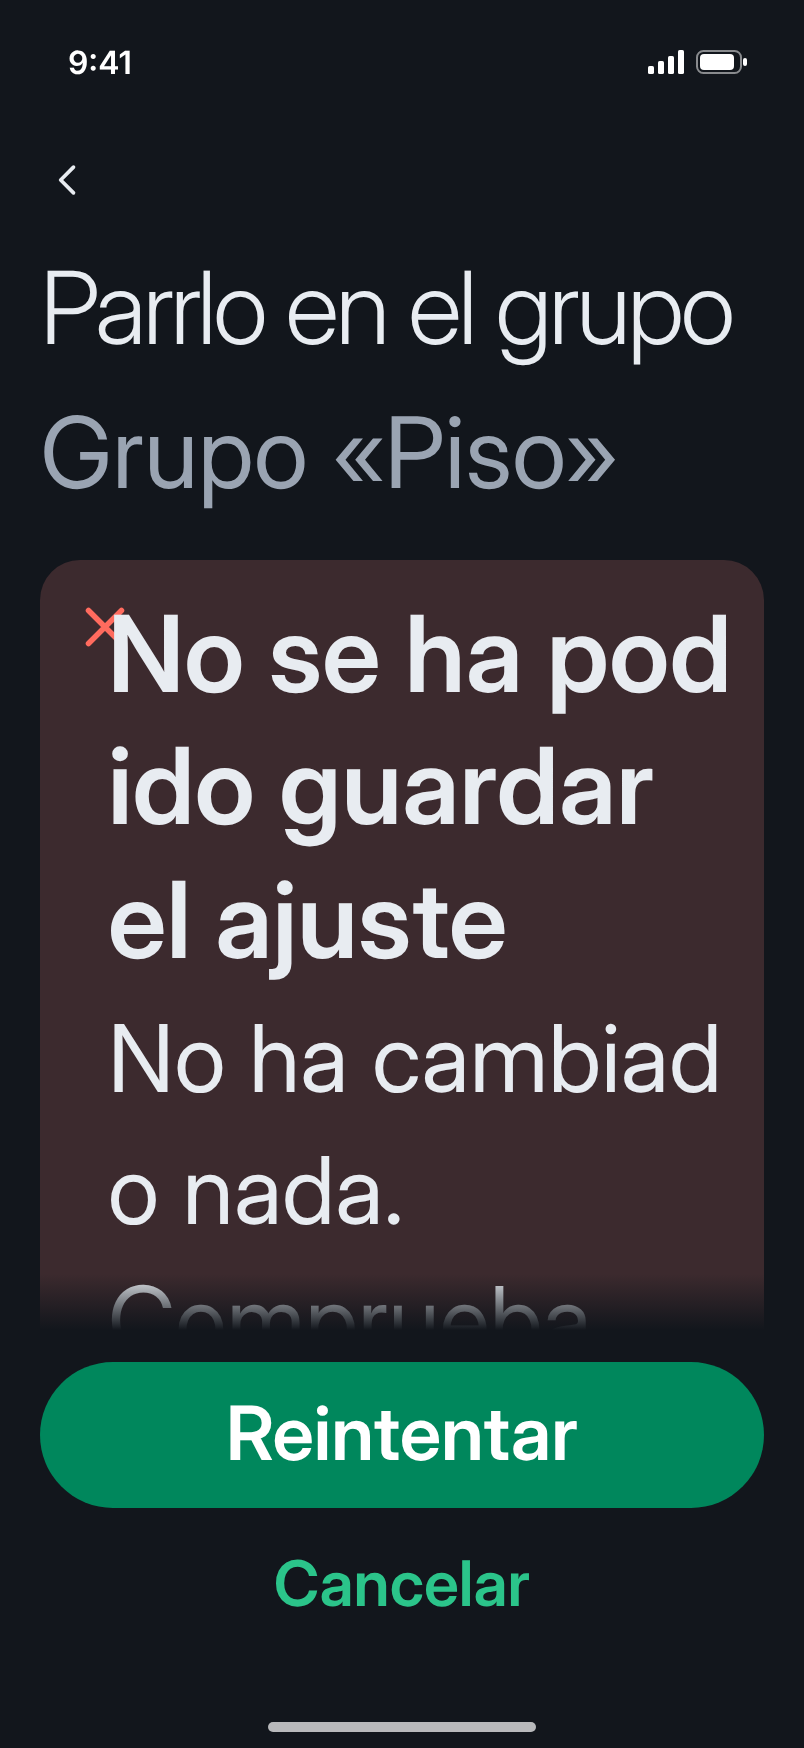 9:41
Parrlo en el grupo
Grupo «Piso»
No se ha pod
ido guardar
el ajuste
No ha cambiad
o nada.
Comprueba
Reintentar
Cancelar